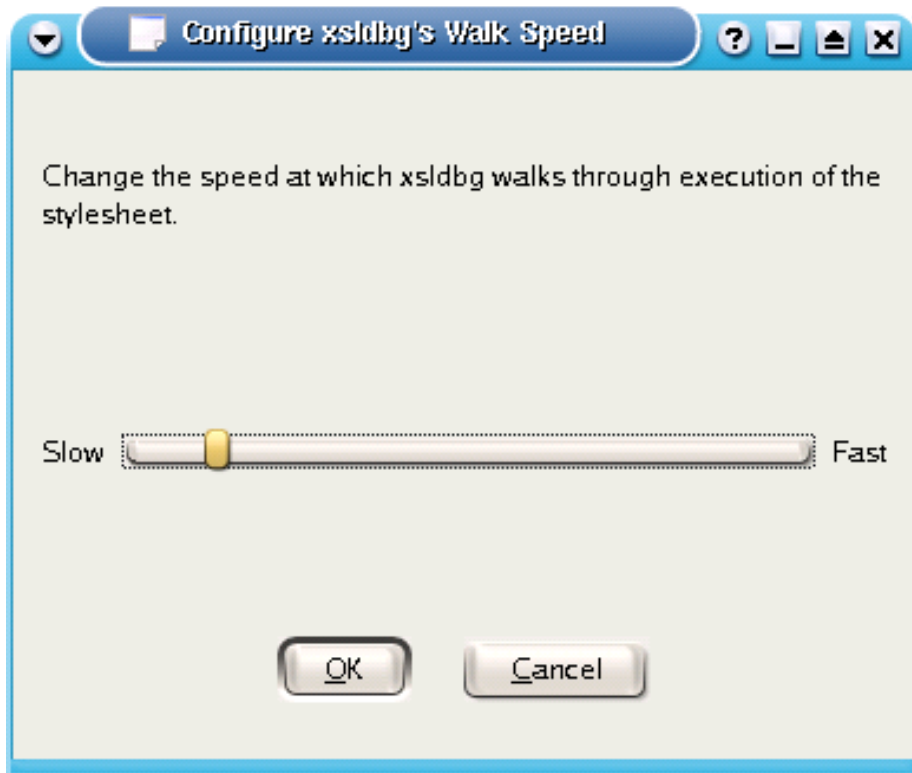 Configure xsldbg's Walk Speed
Change the speed at which xsldbg walks through execution of the
stylesheet.
Slow Fast
OK Cancel